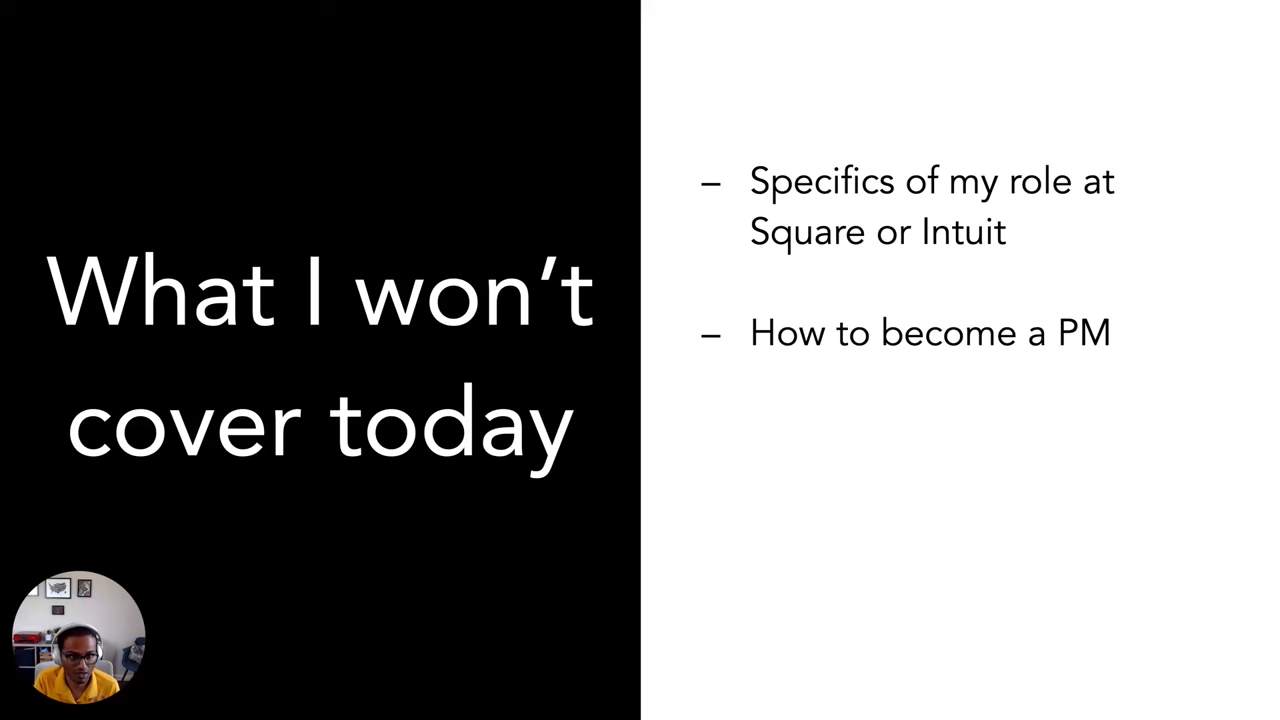 What I won’t
cover today
– Specifics of my role at
Square or Intuit
– How to become a PM